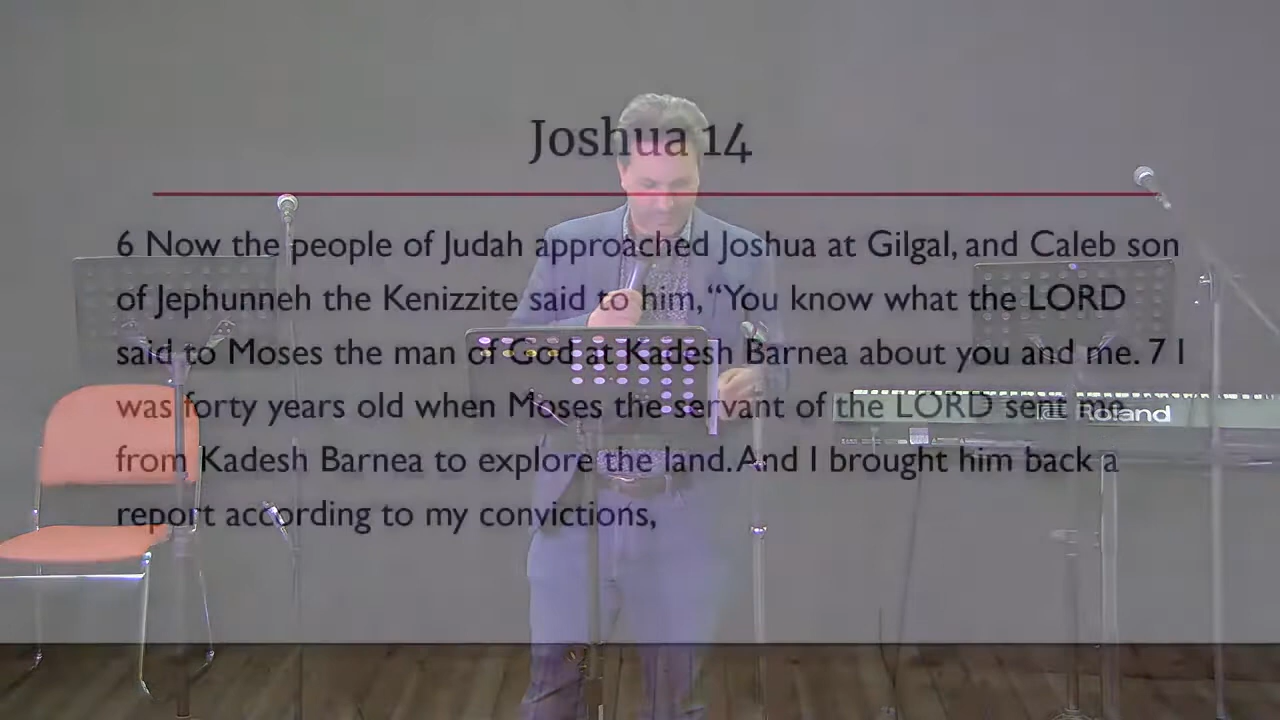 Joshua 14
6 Now the people of Judah approached Joshua at Gilgal, and Caleb son
of Jephunneh the Kenizzite said to him, “You know what the LORD
said to Moses the man of God at Kadesh Barnea about you and me. 7 I
was forty years old when Moses the servant of the LORD sent me
from Kadesh Barnea to explore the land. And I brought him back a
report according to my convictions,
Roland